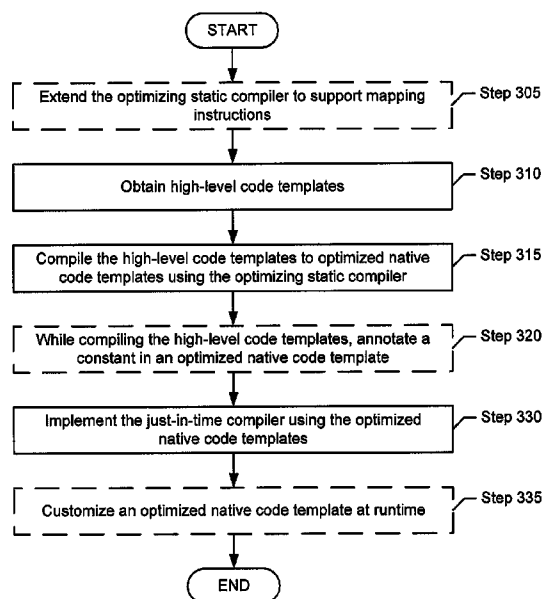 START
Extend the optimizing static compiler to support mapping
instructions
Step 305
Obtain high-level code templates
Step 310
Compile the high-level code templates to optimized native
code templates using the optimizing static compiler
Step 315
While compiling the high-level code templates, annotate a
constant in an optimized native code template
Step 320
Implement the just-in-time compiler using the optimized
native code templates
Step 330
Customize an optimized native code template at runtime
Step 335
END